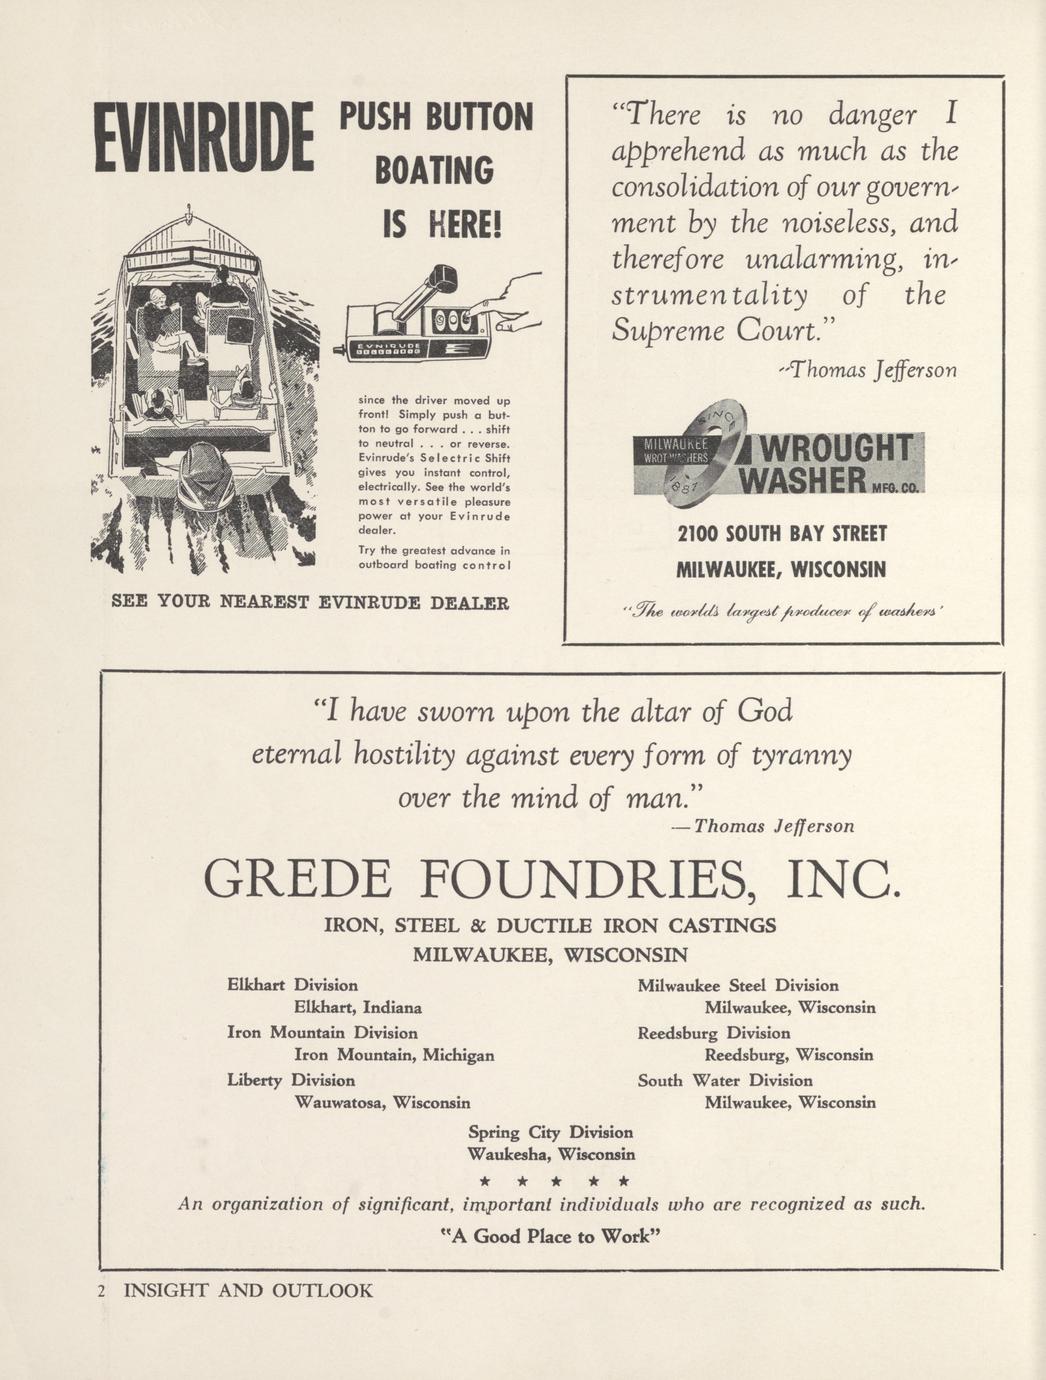 EVINRUDE
PUSH BUTTON
BOATING
IS HERE!
EVINRUDE
since the driver moved up
front! Simply push a but-
ton to go forward . . . shift
to neutral . . . or reverse.
Evinrude's Selectric Shift
gives you instant control,
electrically. See the world's
most versatile pleasure
power at your Evinrude
dealer.
Try the greatest advance in
outboard boating control
SEE YOUR NEAREST EVINRUDE DEALER
“There is no danger I
apprehend as much as the
consolidation of our govern-
ment by the noiseless, and
therefore unalarming, in-
strumentality of the
Supreme Court.”
--Thomas Jefferson
SINCE
MILWAUKEE
WROT WASHERS
1887
WROUGHT
WASHER MFG. CO.
2100 SOUTH BAY STREET
MILWAUKEE, WISCONSIN
“The world's largest producer of washers'
“I have sworn upon the altar of God
eternal hostility against every form of tyranny
over the mind of man.”
—Thomas Jefferson
GREDE FOUNDRIES, INC.
IRON, STEEL & DUCTILE IRON CASTINGS
MILWAUKEE, WISCONSIN
Elkhart Division
Elkhart, Indiana
Iron Mountain Division
Iron Mountain, Michigan
Liberty Division
Wauwatosa, Wisconsin
Milwaukee Steel Division
Milwaukee, Wisconsin
Reedsburg Division
Reedsburg, Wisconsin
South Water Division
Milwaukee, Wisconsin
Spring City Division
Waukesha, Wisconsin
★ ★ ★ ★ ★
An organization of significant, important individuals who are recognized as such.
“A Good Place to Work”
2 INSIGHT AND OUTLOOK